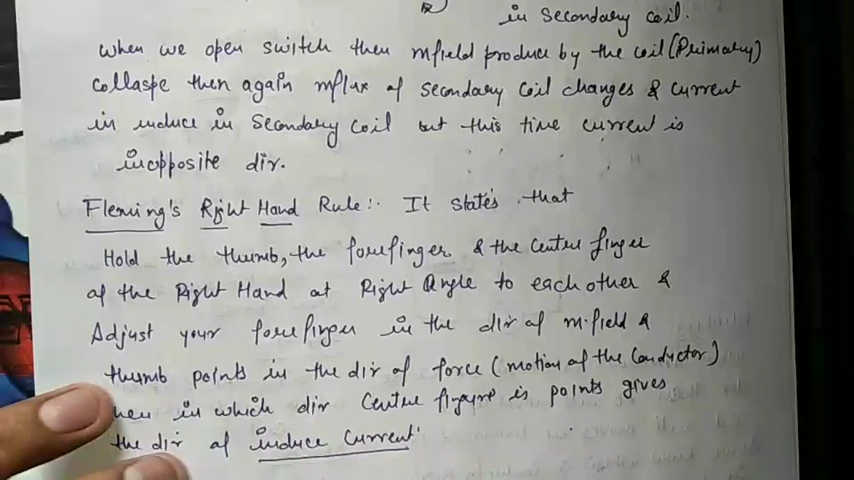 in secondary coil.
when we open switch then mfield produce by the coil (Primary)
collaspe then again mflux of secondary coil changes & current
in induce in secondary coil but this time current is
in opposite dir.
Fleming's Right Hand Rule:- It states that
Hold the thumb, the forefinger & the centre finger
of the Right Hand at Right Angle to each other &
Adjust your forefinger in the dir of m.field &
thumb points in the dir of force (motion of the conductor)
in which dir centre is points gives
the dir of induce current